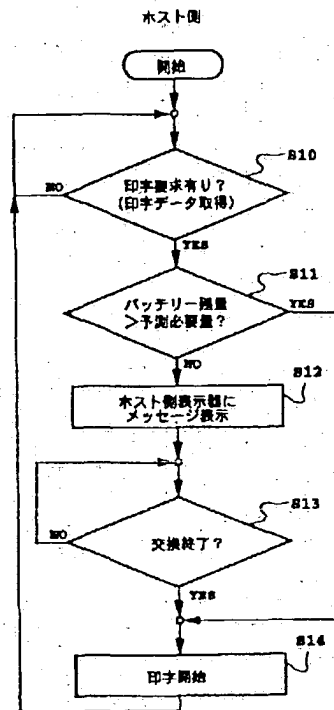 ホスト側
開始
S10
印字要求有り?
(印字データ取得)
NO
YES
S11
バッテリー残量
>予測必要量?
YES
NO
S12
ホスト側表示器に
メッセージ表示
S13
交換終了?
NO
YES
S14
印字開始